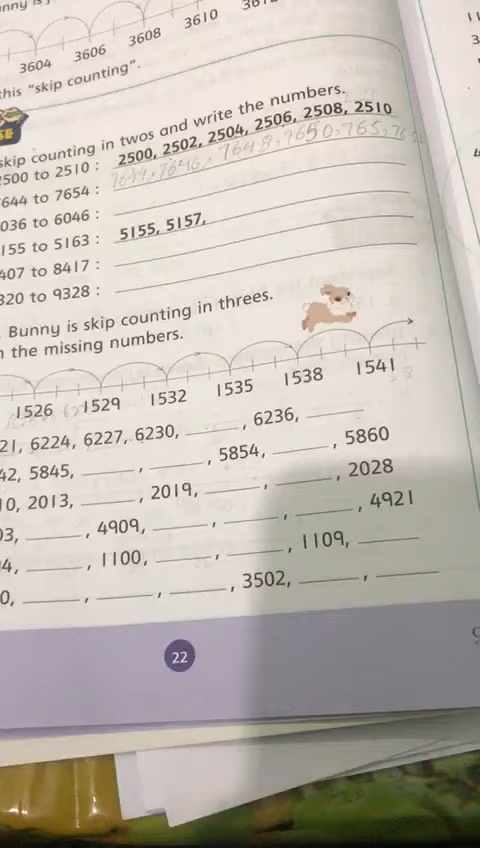 3604 3606 3608 3610
this "skip counting".
skip counting in twos and write the numbers.
2500 to 2510 : 2500, 2502, 2504, 2506, 2508, 2510
644 to 7654 : 7644, 7646, 7648, 7650, 765,
036 to 6046 :
155 to 5163 : 5155, 5157,
407 to 8417 :
320 to 9328 :
Bunny is skip counting in threes.
the missing numbers.
1526 1529 1532 1535 1538 1541
21, 6224, 6227, 6230, ______, 6236, ______
42, 5845, ______, ______, 5854, ______, 5860
10, 2013, ______, 2019, ______, ______, 2028
03, ______, 4909, ______, ______, ______, 4921
4, ______, 1100, ______, ______, 1109, ______
0, ______, ______, ______, 3502, ______, ______
22